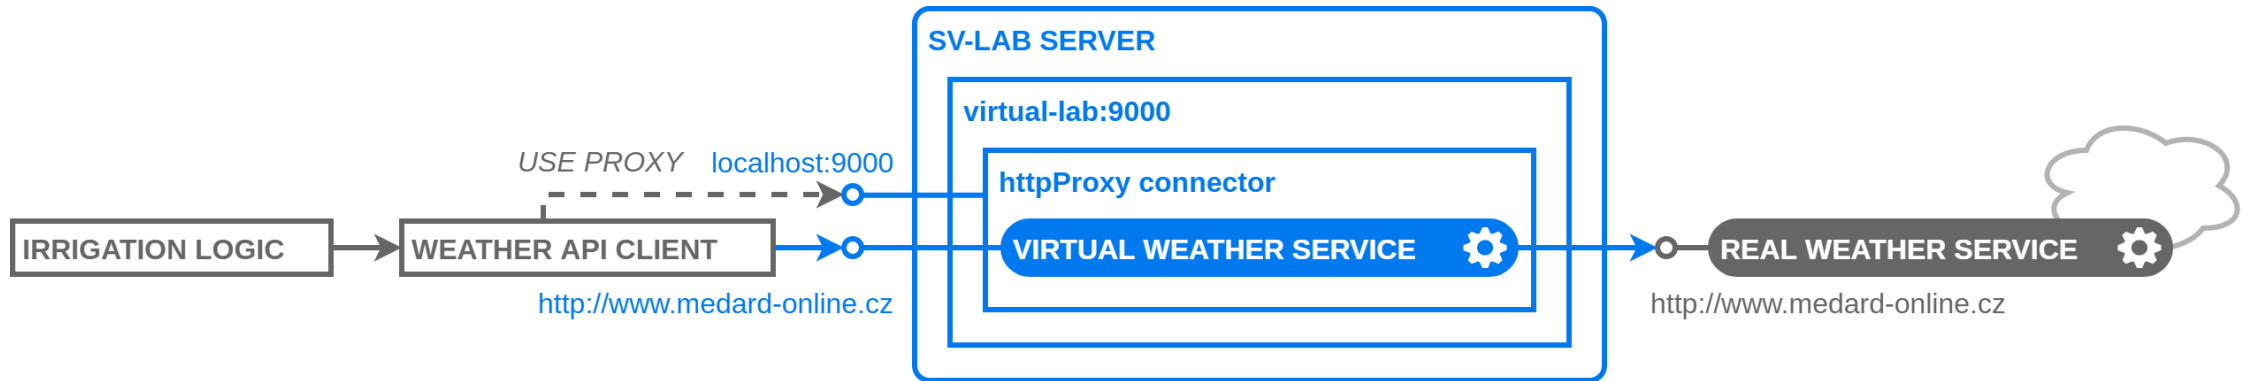 SV-LAB SERVER
virtual-lab:9000
USE PROXY
localhost:9000
httpProxy connector
IRRIGATION LOGIC
WEATHER API CLIENT
VIRTUAL WEATHER SERVICE
REAL WEATHER SERVICE
http://www.medard-online.cz
http://www.medard-online.cz